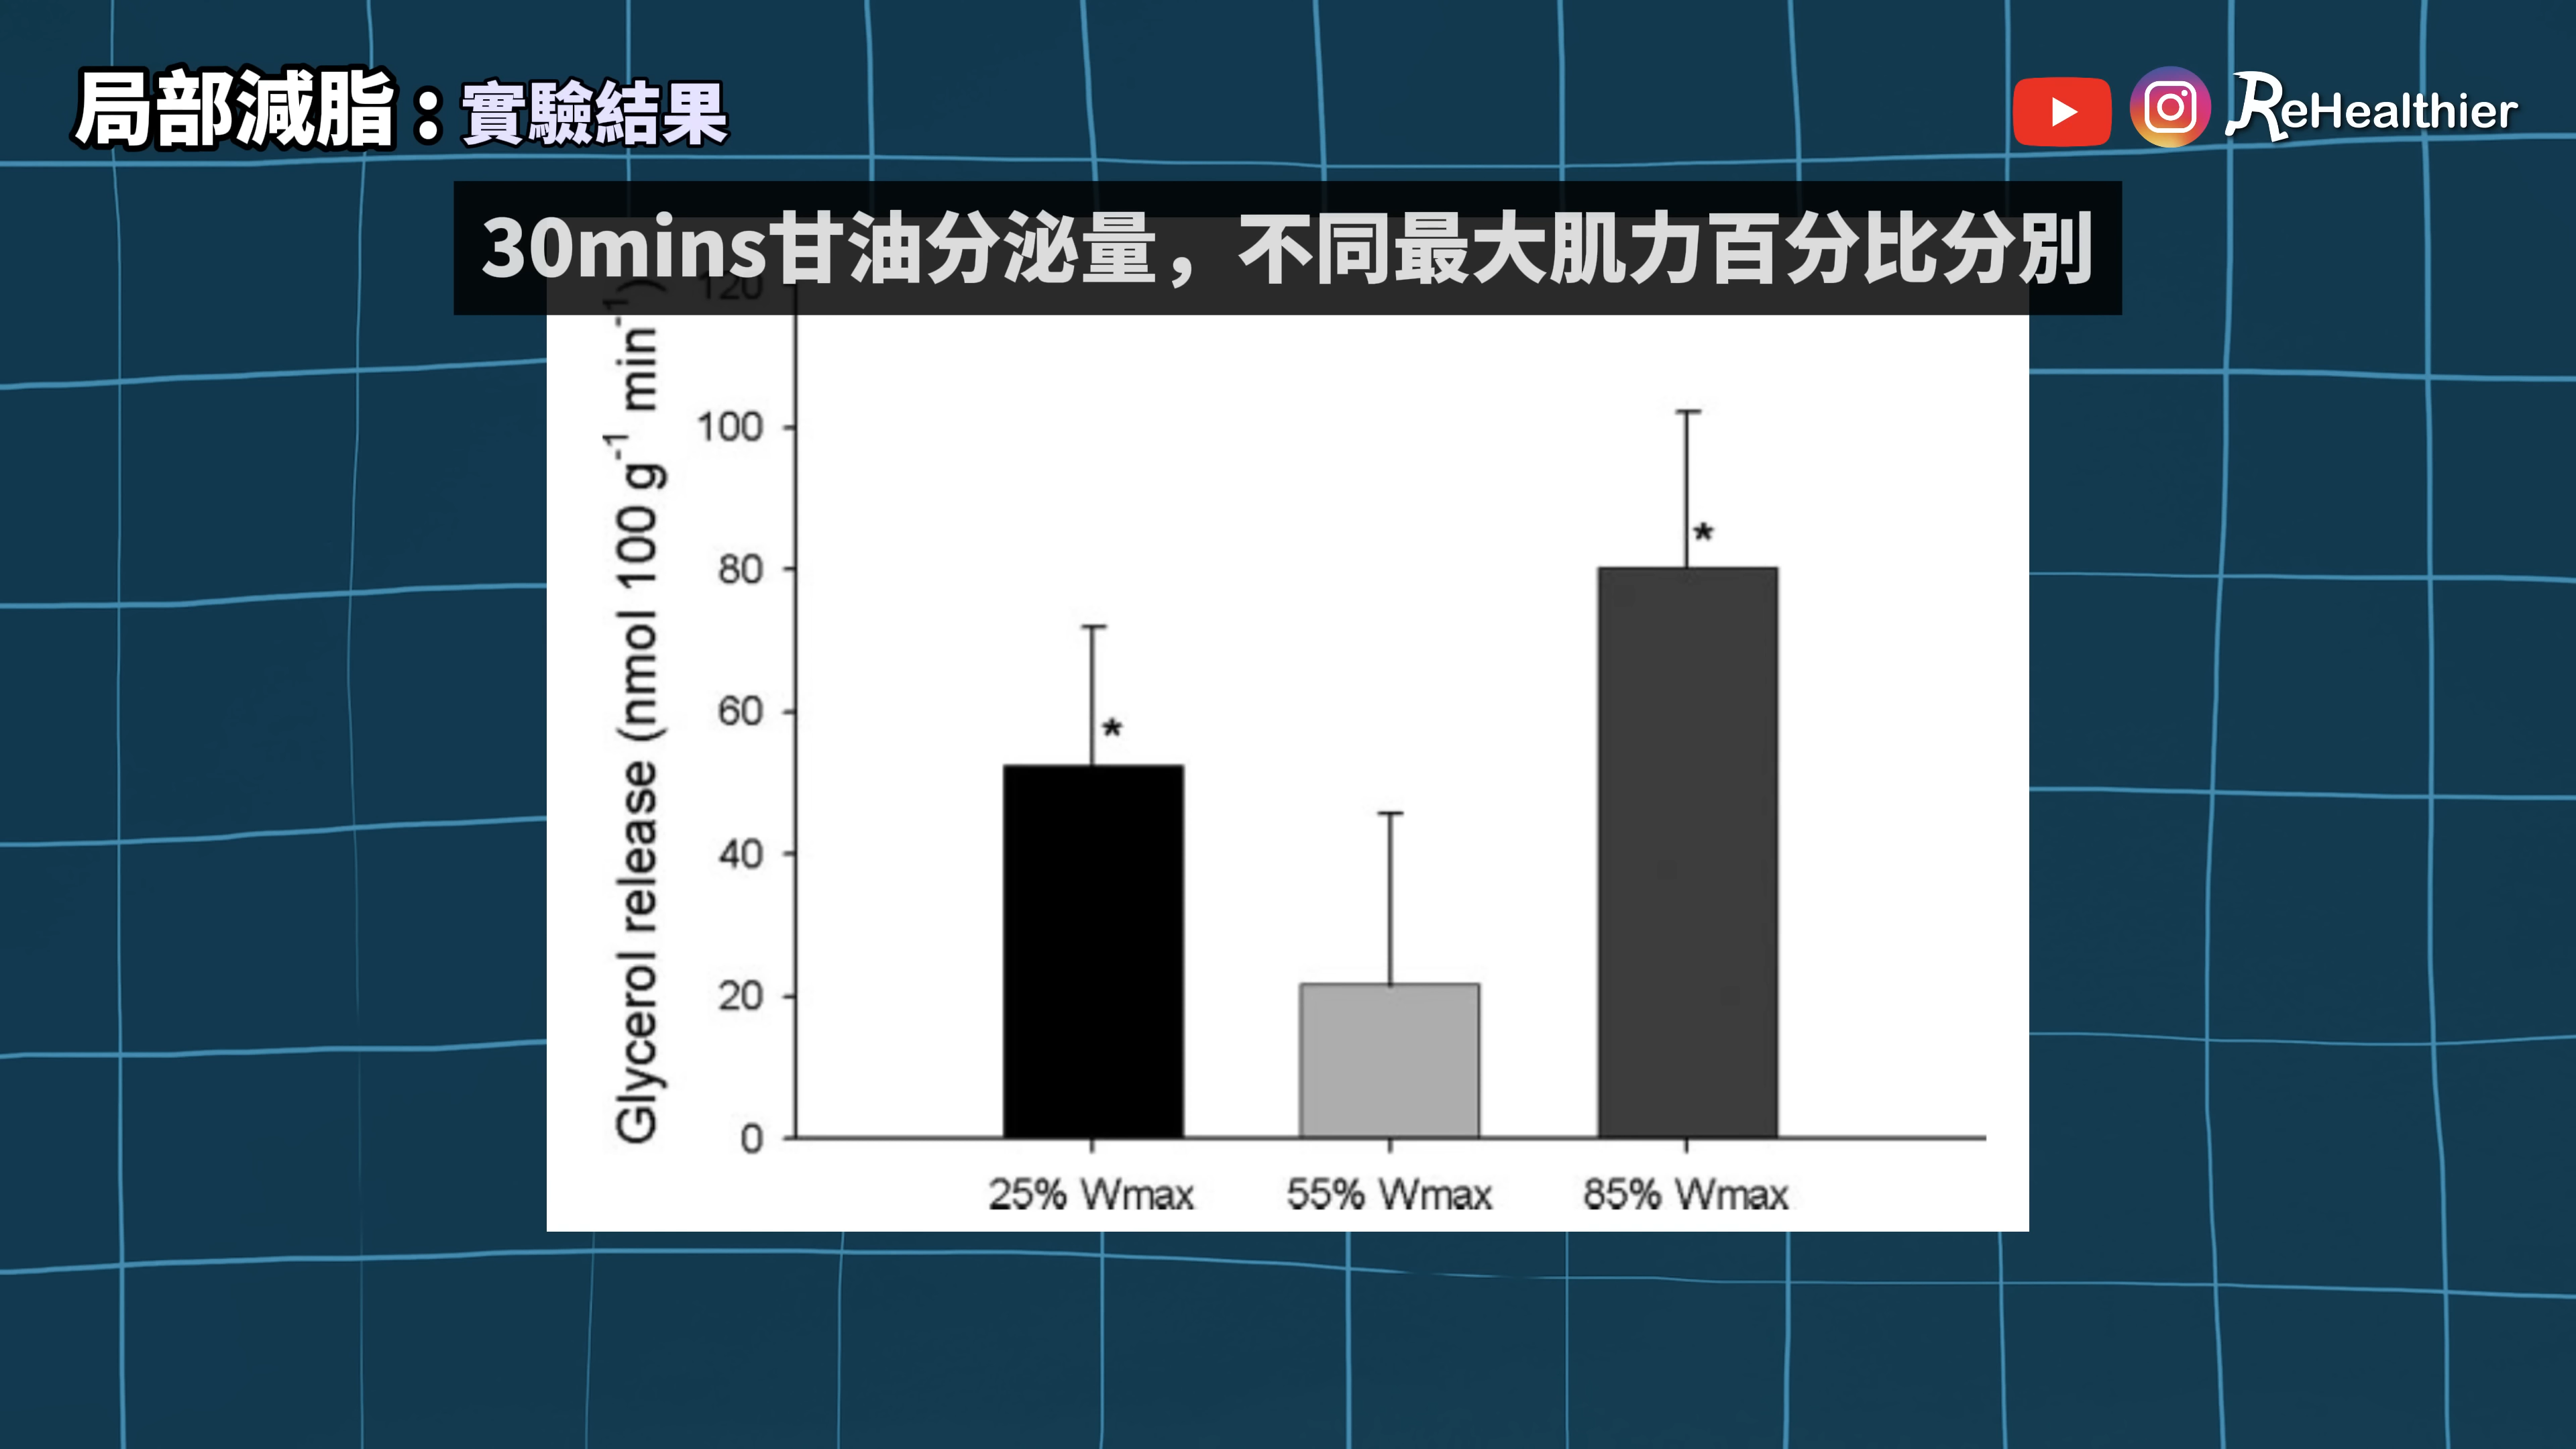 局部減脂：實驗結果
ReHealthier
30mins甘油分泌量，不同最大肌力百分比分別
Glycerol release (nmol 100 g-1 min-1)
120
100
80
60
40
20
0
*
*
25% Wmax
55% Wmax
85% Wmax